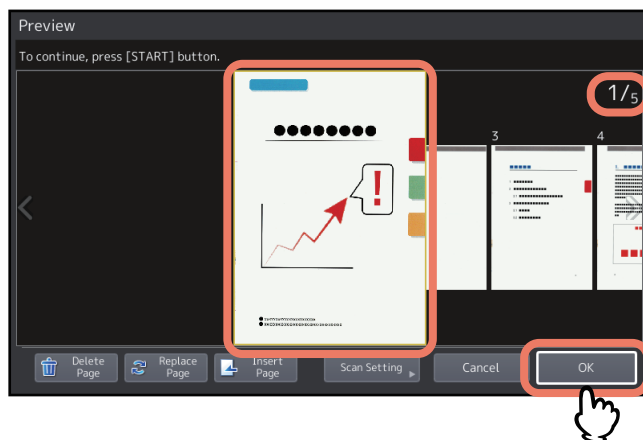 Preview
To continue, press [START] button.
1/5
3
4
!
Delete Page
Replace Page
Insert Page
Scan Setting
Cancel
OK